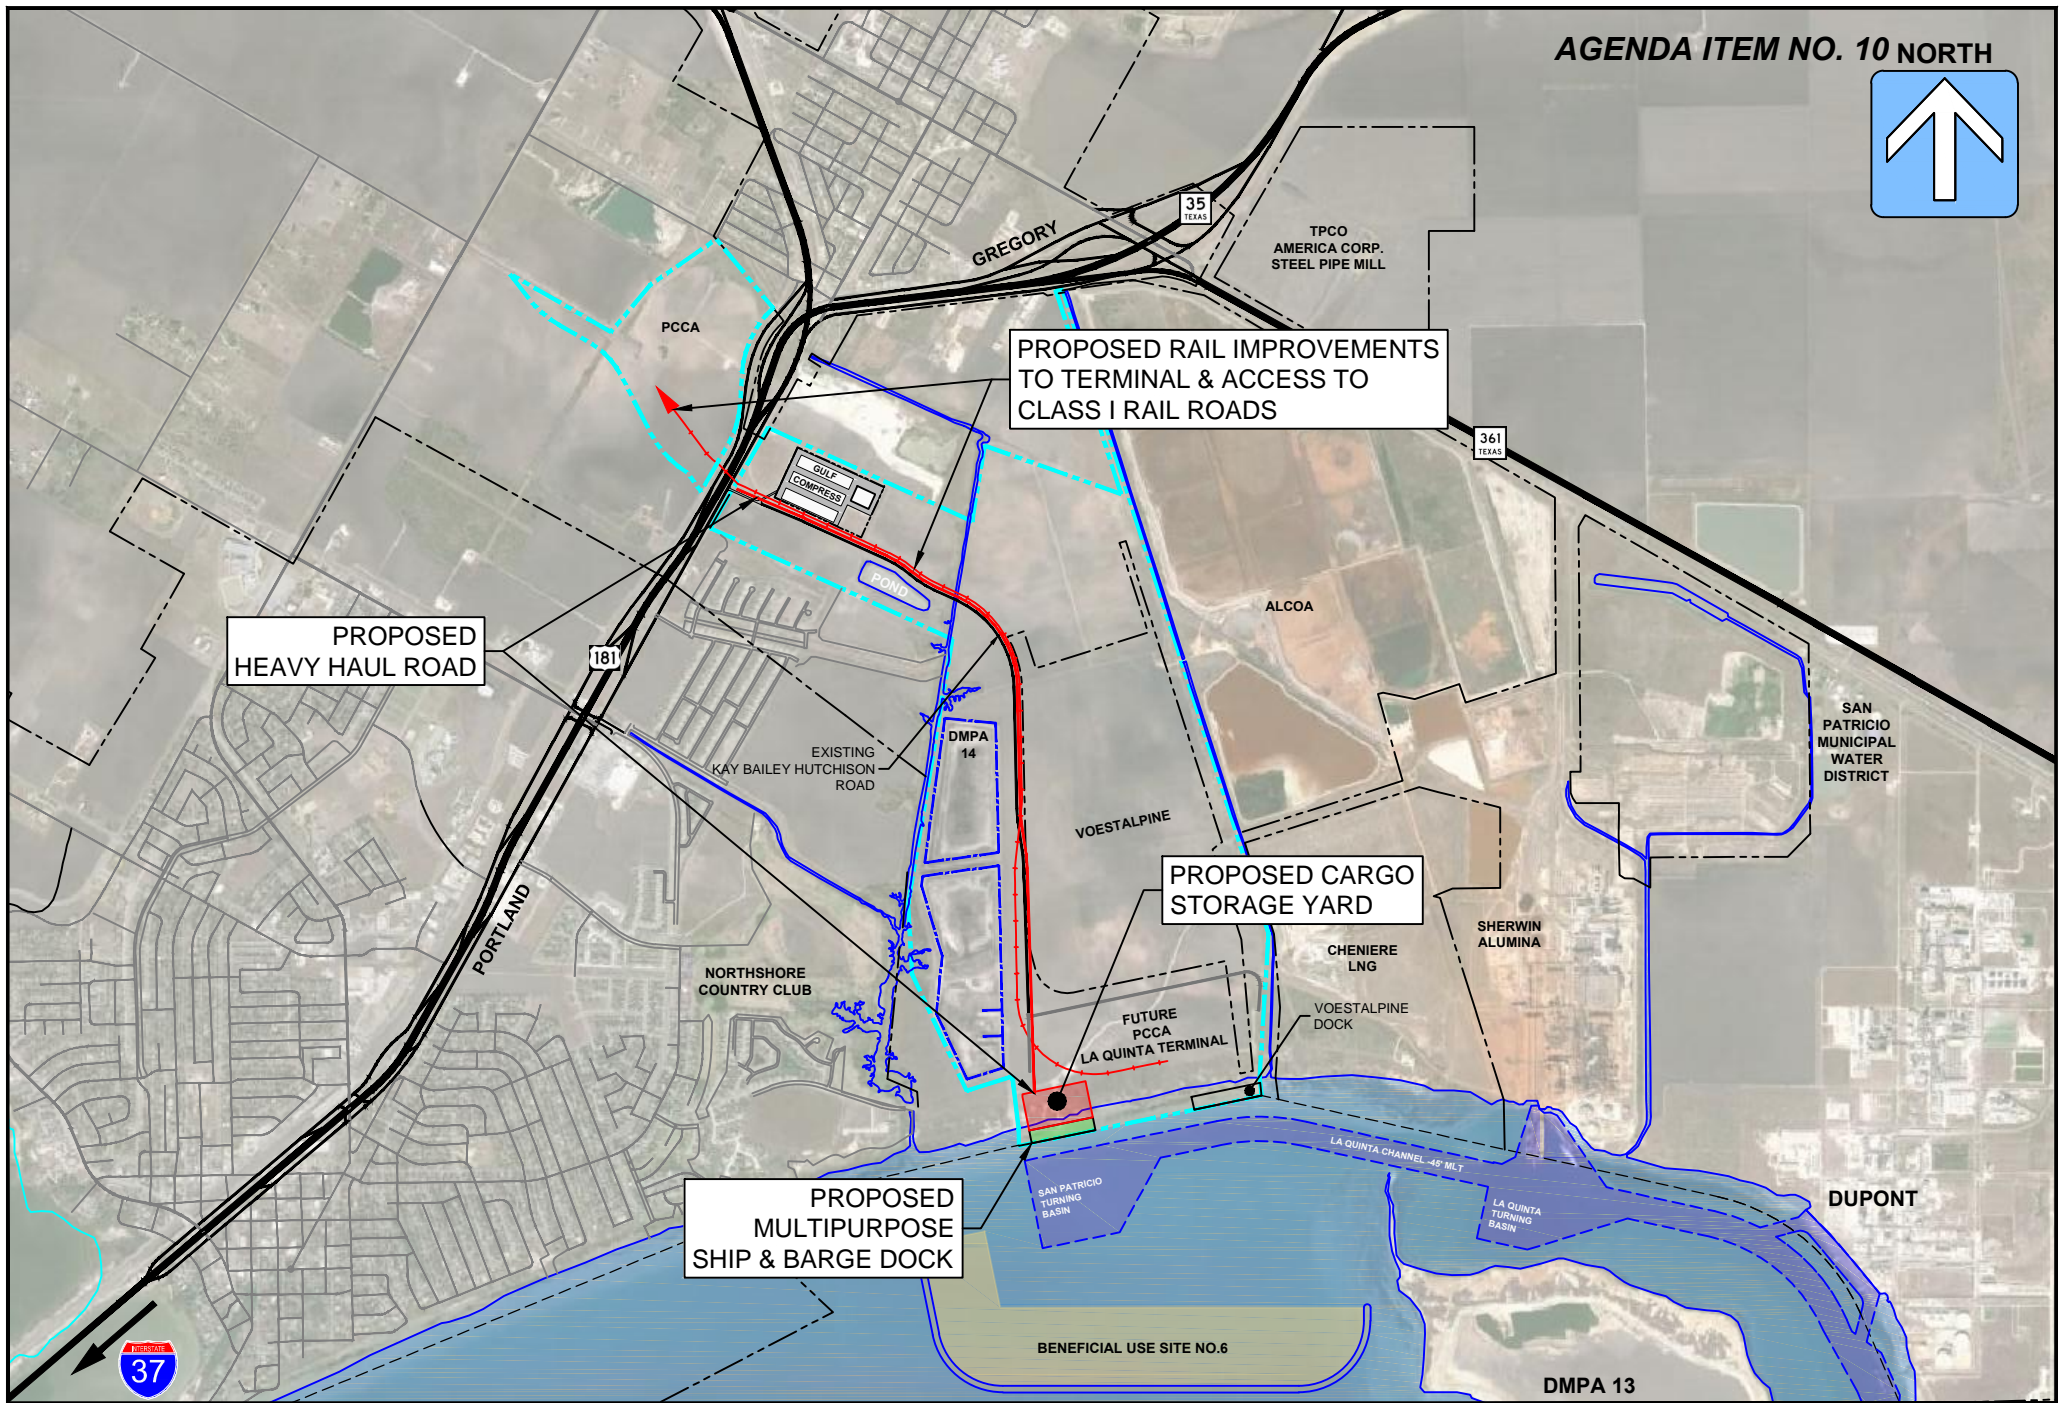 AGENDA ITEM NO. 10
NORTH
35
TEXAS
GREGORY
TPCO
AMERICA CORP.
STEEL PIPE MILL
PCCA
PROPOSED RAIL IMPROVEMENTS
TO TERMINAL & ACCESS TO
CLASS I RAIL ROADS
361
TEXAS
GULF
COMPRESS
POND
ALCOA
PROPOSED
HEAVY HAUL ROAD
181
SAN
PATRICIO
MUNICIPAL
WATER
DISTRICT
DMPA
14
EXISTING
KAY BAILEY HUTCHISON
ROAD
VOESTALPINE
PROPOSED CARGO
STORAGE YARD
PORTLAND
SHERWIN
ALUMINA
CHENIERE
LNG
NORTHSHORE
COUNTRY CLUB
VOESTALPINE
DOCK
FUTURE
PCCA
LA QUINTA TERMINAL
LA QUINTA CHANNEL -45' MLT
SAN PATRICIO
TURNING
BASIN
LA QUINTA
TURNING
BASIN
DUPONT
PROPOSED
MULTIPURPOSE
SHIP & BARGE DOCK
BENEFICIAL USE SITE NO.6
INTERSTATE
37
DMPA 13